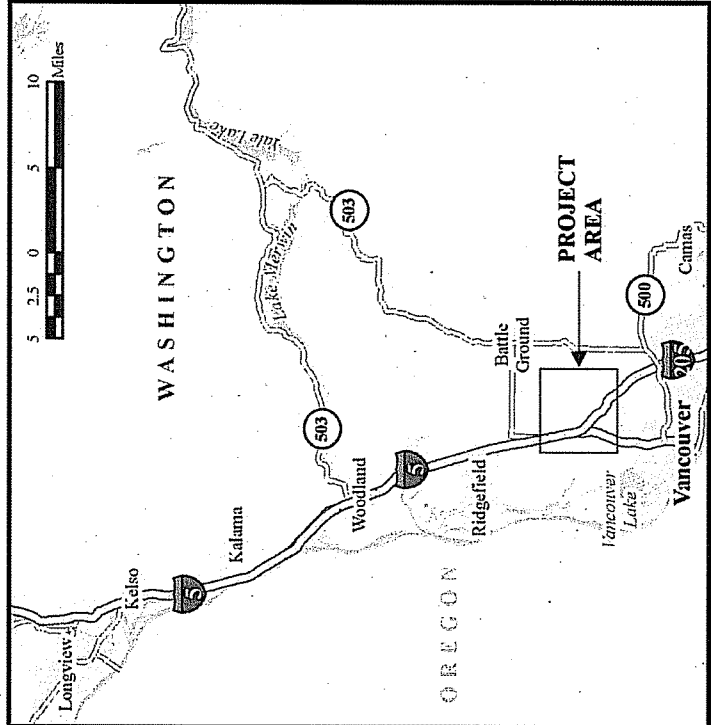 5 2.5 0 5 10
Miles
WASHINGTON
Longview
Kelso
5
Kalama
Yale Lake
Lake Merwin
503
503
Woodland
5
OREGON
Ridgefield
Battle
Ground
PROJECT
AREA
Vancouver
Lake
500
Camas
205
Vancouver